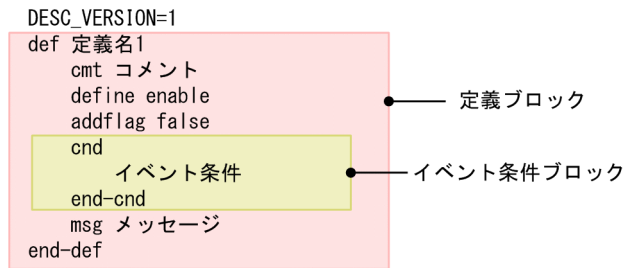 DESC_VERSION=1
def 定義名1
cmt コメント
define enable
addflag false
cnd
イベント条件
end-cnd
msg メッセージ
end-def
定義ブロック
イベント条件ブロック